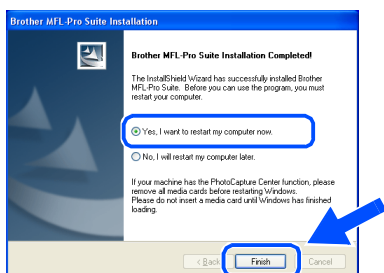 Brother MFL-Pro Suite Installation
Brother MFL-Pro Suite Installation Completed!
The InstallShield Wizard has successfully installed Brother
MFL-Pro Suite. Before you can use the program, you must
restart your computer.
Yes, I want to restart my computer now.
No, I will restart my computer later.
If your machine has the PhotoCapture Center function, please
remove all media cards before restarting Windows.
Please do not insert a media card until Windows has finished
loading.
< Back Finish Cancel